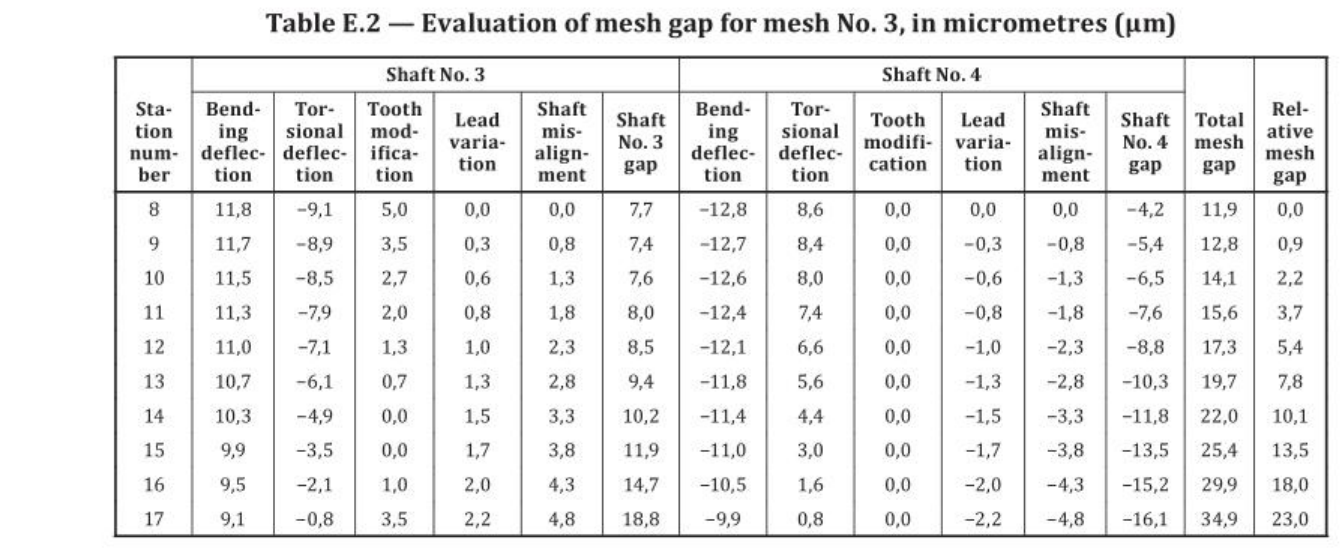 Table E.2 — Evaluation of mesh gap for mesh No. 3, in micrometres (μm)
Shaft No. 3 Shaft No. 4
Sta-
tion
num-
ber
Bend-
ing
deflec-
tion
Tor-
sional
deflec-
tion
Tooth
mod-
ifica-
tion
Lead
varia-
tion
Shaft
mis-
align-
ment
Shaft
No. 3
gap
Bend-
ing
deflec-
tion
Tor-
sional
deflec-
tion
Tooth
modifi-
cation
Lead
varia-
tion
Shaft
mis-
align-
ment
Shaft
No. 4
gap
Total
mesh
gap
Rel-
ative
mesh
gap
8 11,8 –9,1 5,0 0,0 0,0 7,7 –12,8 8,6 0,0 0,0 0,0 –4,2 11,9 0,0
9 11,7 –8,9 3,5 0,3 0,8 7,4 –12,7 8,4 0,0 –0,3 –0,8 –5,4 12,8 0,9
10 11,5 –8,5 2,7 0,6 1,3 7,6 –12,6 8,0 0,0 –0,6 –1,3 –6,5 14,1 2,2
11 11,3 –7,9 2,0 0,8 1,8 8,0 –12,4 7,4 0,0 –0,8 –1,8 –7,6 15,6 3,7
12 11,0 –7,1 1,3 1,0 2,3 8,5 –12,1 6,6 0,0 –1,0 –2,3 –8,8 17,3 5,4
13 10,7 –6,1 0,7 1,3 2,8 9,4 –11,8 5,6 0,0 –1,3 –2,8 –10,3 19,7 7,8
14 10,3 –4,9 0,0 1,5 3,3 10,2 –11,4 4,4 0,0 –1,5 –3,3 –11,8 22,0 10,1
15 9,9 –3,5 0,0 1,7 3,8 11,9 –11,0 3,0 0,0 –1,7 –3,8 –13,5 25,4 13,5
16 9,5 –2,1 1,0 2,0 4,3 14,7 –10,5 1,6 0,0 –2,0 –4,3 –15,2 29,9 18,0
17 9,1 –0,8 3,5 2,2 4,8 18,8 –9,9 0,8 0,0 –2,2 –4,8 –16,1 34,9 23,0